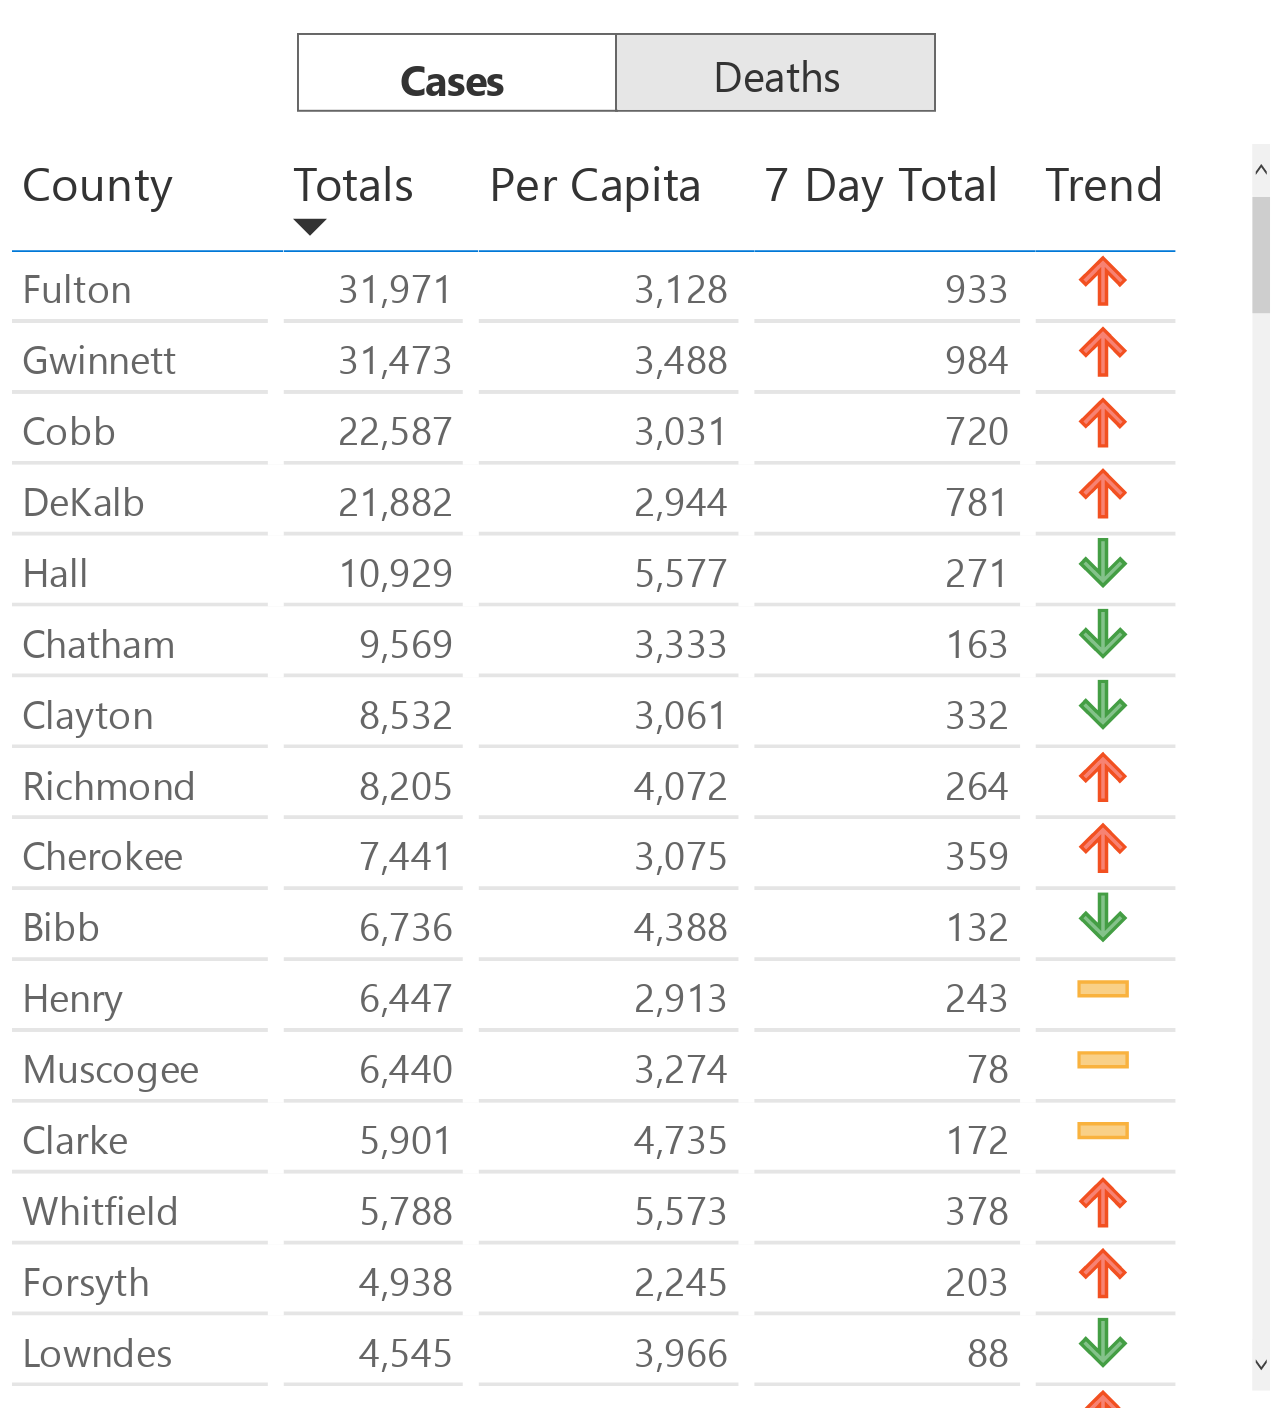 Cases Deaths
County Totals Per Capita 7 Day Total Trend
Fulton 31,971 3,128 933
Gwinnett 31,473 3,488 984
Cobb 22,587 3,031 720
DeKalb 21,882 2,944 781
Hall 10,929 5,577 271
Chatham 9,569 3,333 163
Clayton 8,532 3,061 332
Richmond 8,205 4,072 264
Cherokee 7,441 3,075 359
Bibb 6,736 4,388 132
Henry 6,447 2,913 243
Muscogee 6,440 3,274 78
Clarke 5,901 4,735 172
Whitfield 5,788 5,573 378
Forsyth 4,938 2,245 203
Lowndes 4,545 3,966 88